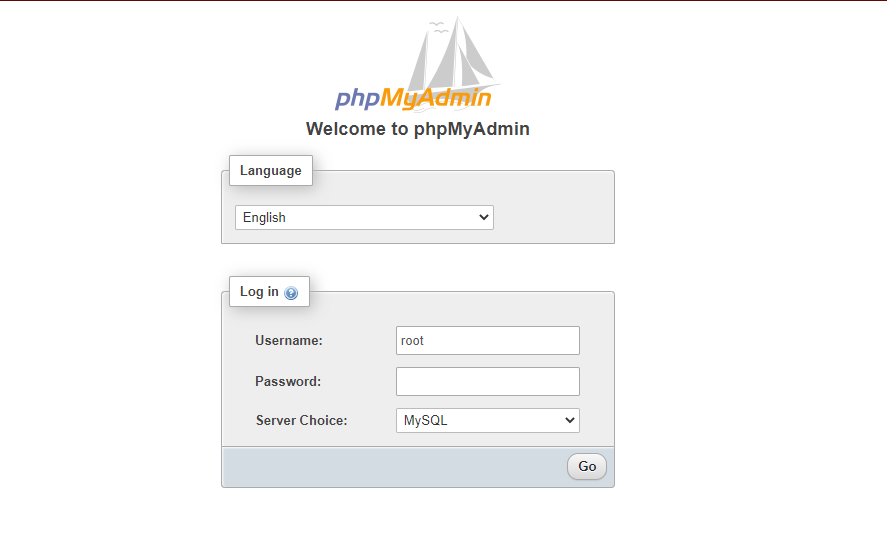 phpMyAdmin
Welcome to phpMyAdmin
Language
English
Log in
Username:
root
Password:
Server Choice:
MySQL
Go